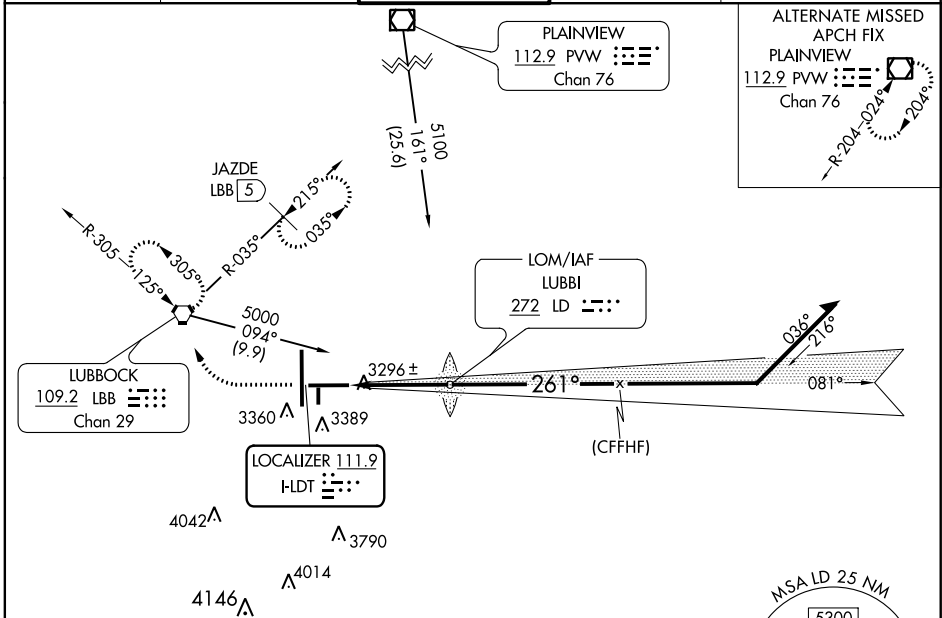 PLAINVIEW
112.9 PVW
Chan 76
ALTERNATE MISSED
APCH FIX
PLAINVIEW
112.9 PVW
Chan 76
R-204
024°
204°
5100
161°
(25.6)
JAZDE
LBB 5
215°
035°
R-035°
R-305
125°
305°
5000
094°
(9.9)
LUBBOCK
109.2 LBB
Chan 29
LOM/IAF
LUBBI
272 LD
036°
216°
3296 ±
261°
081°
x
(CFFHF)
3360
3389
LOCALIZER 111.9
I-LDT
4042
3790
4014
4146
MSA LD 25 NM
5300